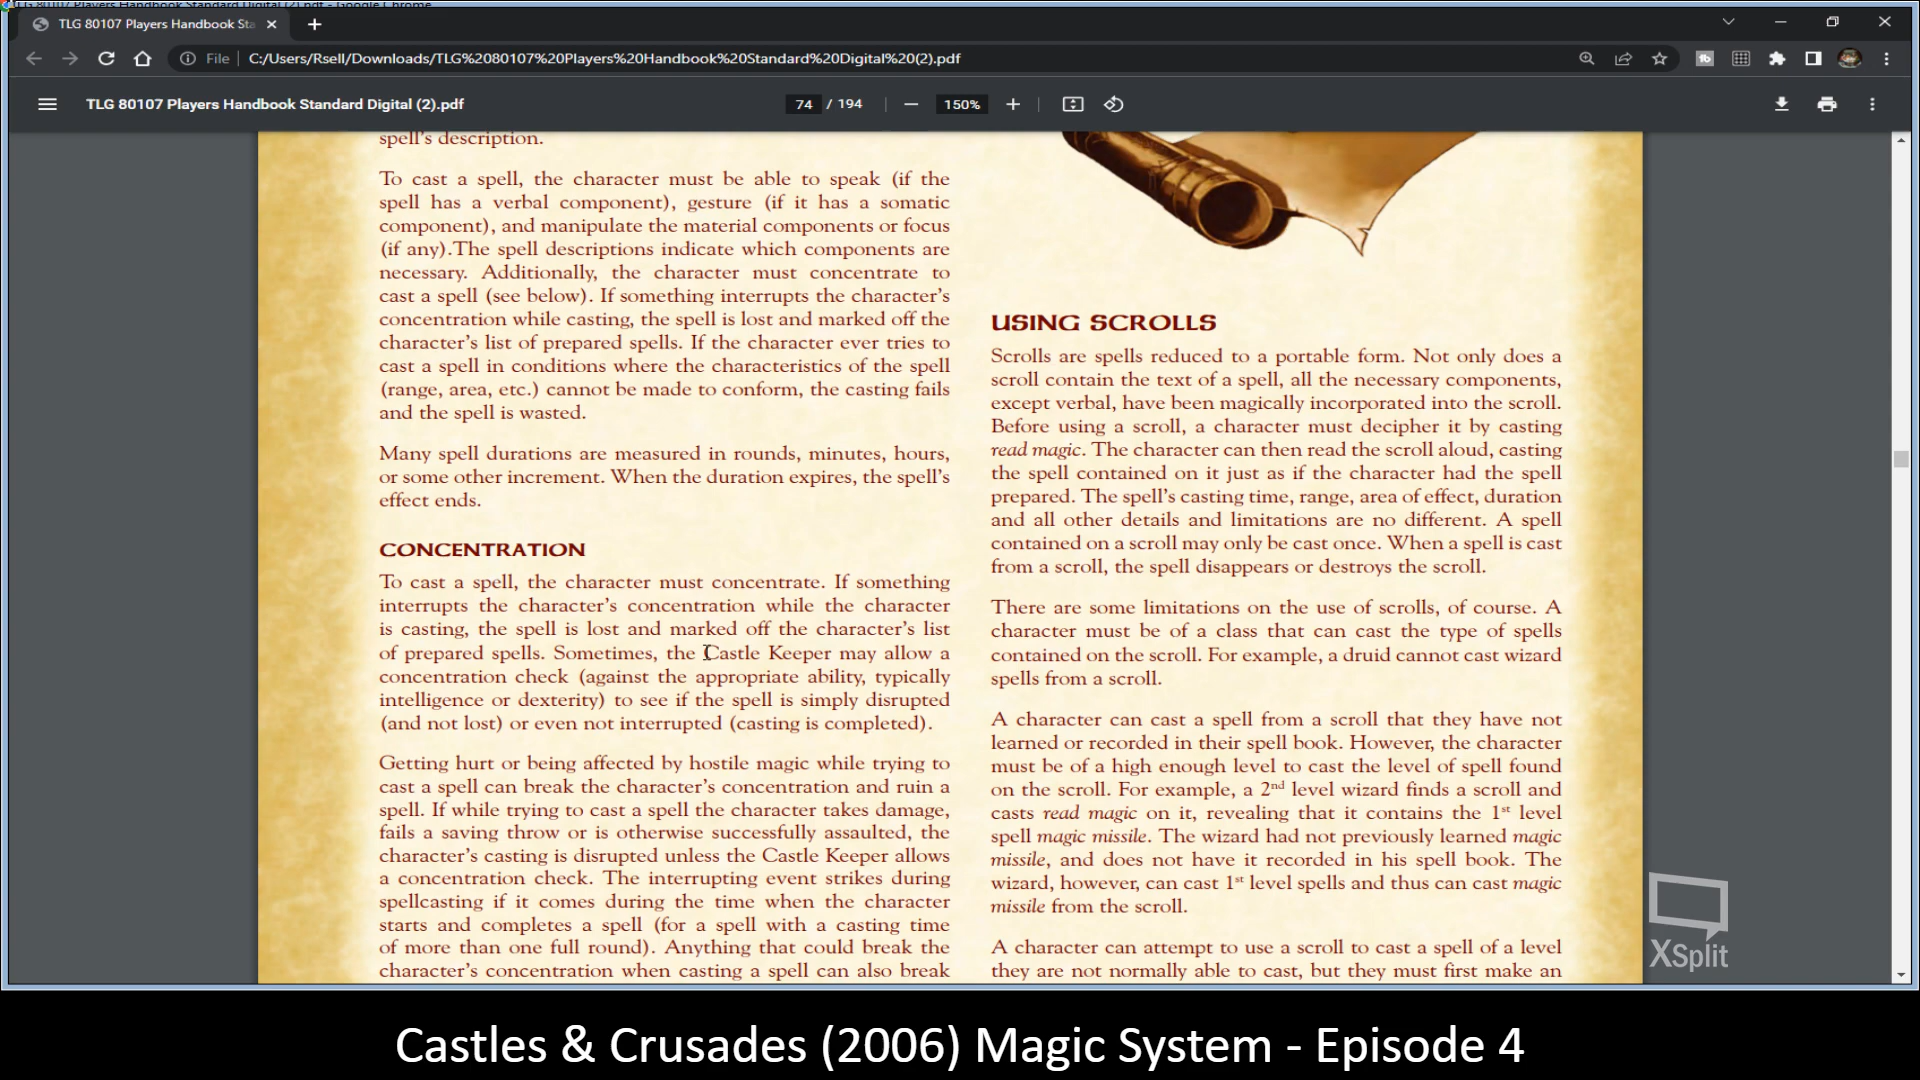 TLG 80107 Players Handbook Sta
File
C:/Users/Rsell/Downloads/TLG%2080107%20Players%20Handbook%20Standard%20Digital%20(2).pdf
TLG 80107 Players Handbook Standard Digital (2).pdf
74 / 194
150%
spell's description.
To cast a spell, the character must be able to speak (if the
spell has a verbal component), gesture (if it has a somatic
component), and manipulate the material components or focus
(if any).The spell descriptions indicate which components are
necessary. Additionally, the character must concentrate to
cast a spell (see below). If something interrupts the character's
concentration while casting, the spell is lost and marked off the
character's list of prepared spells. If the character ever tries to
cast a spell in conditions where the characteristics of the spell
(range, area, etc.) cannot be made to conform, the casting fails
and the spell is wasted.
Many spell durations are measured in rounds, minutes, hours,
or some other increment. When the duration expires, the spell's
effect ends.
CONCENTRATION
To cast a spell, the character must concentrate. If something
interrupts the character's concentration while the character
is casting, the spell is lost and marked off the character's list
of prepared spells. Sometimes, the Castle Keeper may allow a
concentration check (against the appropriate ability, typically
intelligence or dexterity) to see if the spell is simply disrupted
(and not lost) or even not interrupted (casting is completed).
Getting hurt or being affected by hostile magic while trying to
cast a spell can break the character's concentration and ruin a
spell. If while trying to cast a spell the character takes damage,
fails a saving throw or is otherwise successfully assaulted, the
character's casting is disrupted unless the Castle Keeper allows
a concentration check. The interrupting event strikes during
spellcasting if it comes during the time when the character
starts and completes a spell (for a spell with a casting time
of more than one full round). Anything that could break the
character's concentration when casting a spell can also break
USING SCROLLS
Scrolls are spells reduced to a portable form. Not only does a
scroll contain the text of a spell, all the necessary components,
except verbal, have been magically incorporated into the scroll.
Before using a scroll, a character must decipher it by casting
read magic. The character can then read the scroll aloud, casting
the spell contained on it just as if the character had the spell
prepared. The spell's casting time, range, area of effect, duration
and all other details and limitations are no different. A spell
contained on a scroll may only be cast once. When a spell is cast
from a scroll, the spell disappears or destroys the scroll.
There are some limitations on the use of scrolls, of course. A
character must be of a class that can cast the type of spells
contained on the scroll. For example, a druid cannot cast wizard
spells from a scroll.
A character can cast a spell from a scroll that they have not
learned or recorded in their spell book. However, the character
must be of a high enough level to cast the level of spell found
on the scroll. For example, a 2nd level wizard finds a scroll and
casts read magic on it, revealing that it contains the 1st level
spell magic missile. The wizard had not previously learned magic
missile, and does not have it recorded in his spell book. The
wizard, however, can cast 1st level spells and thus can cast magic
missile from the scroll.
A character can attempt to use a scroll to cast a spell of a level
they are not normally able to cast, but they must first make an
XSplit
Castles & Crusades (2006) Magic System - Episode 4